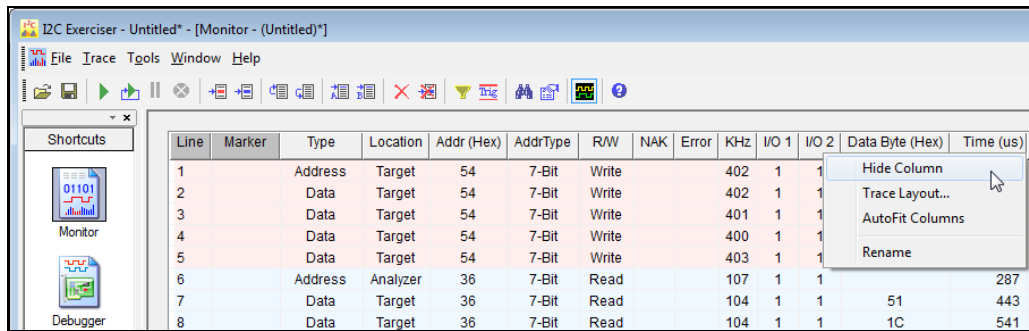 I2C Exerciser - Untitled* - [Monitor - (Untitled)*]
File Trace Tools Window Help
Shortcuts
Line Marker Type Location Addr (Hex) AddrType R/W NAK Error KHz I/O 1 I/O 2 Data Byte (Hex) Time (us)
1 Address Target 54 7-Bit Write 402 1 1
2 Data Target 54 7-Bit Write 402 1 1
3 Data Target 54 7-Bit Write 401 1 1
4 Data Target 54 7-Bit Write 400 1 1
5 Data Target 54 7-Bit Write 403 1 1
6 Address Analyzer 36 7-Bit Read 107 1 1 287
7 Data Target 36 7-Bit Read 104 1 1 51 443
8 Data Target 36 7-Bit Read 104 1 1 1C 541
Hide Column
Trace Layout...
AutoFit Columns
Rename
01101
Monitor
Debugger